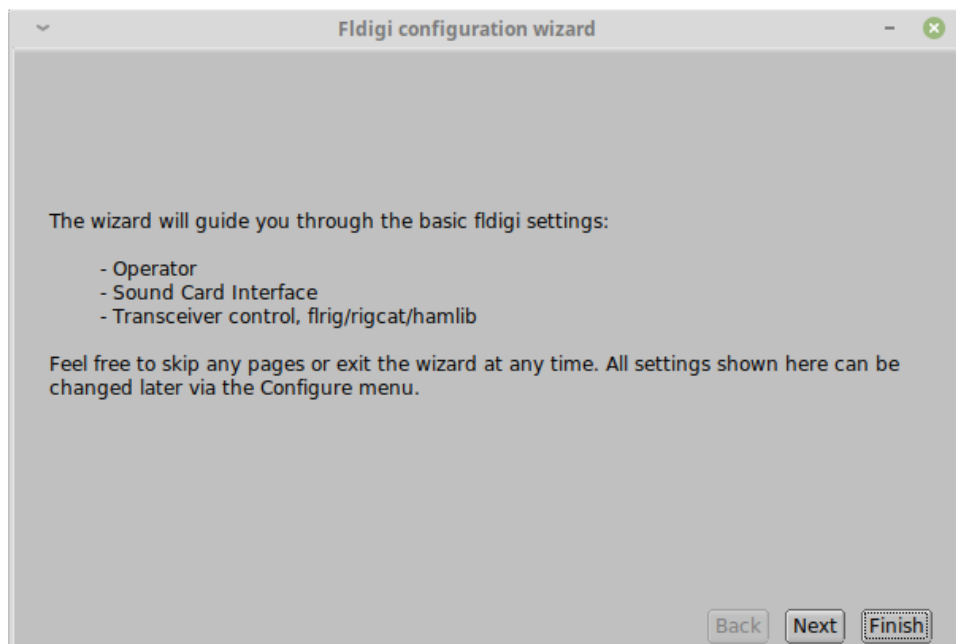 Fldigi configuration wizard
The wizard will guide you through the basic fldigi settings:
- Operator
- Sound Card Interface
- Transceiver control, flrig/rigcat/hamlib
Feel free to skip any pages or exit the wizard at any time. All settings shown here can be
changed later via the Configure menu.
Back Next Finish